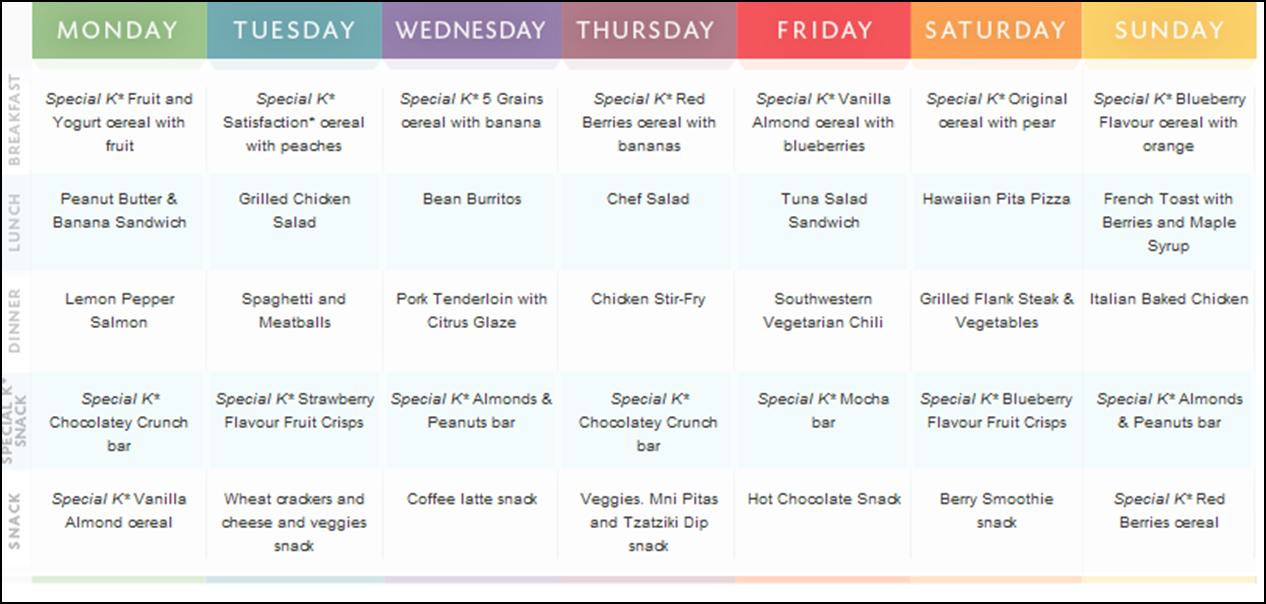 MONDAY TUESDAY WEDNESDAY THURSDAY FRIDAY SATURDAY SUNDAY
BREAKFAST
Special K* Fruit and
Yogurt cereal with
fruit
Special K*
Satisfaction* cereal
with peaches
Special K* 5 Grains
cereal with banana
Special K* Red
Berries cereal with
bananas
Special K* Vanilla
Almond cereal with
blueberries
Special K* Original
cereal with pear
Special K* Blueberry
Flavour cereal with
orange
LUNCH
Peanut Butter &
Banana Sandwich
Grilled Chicken
Salad
Bean Burritos
Chef Salad
Tuna Salad
Sandwich
Hawaiian Pita Pizza
French Toast with
Berries and Maple
Syrup
DINNER
Lemon Pepper
Salmon
Spaghetti and
Meatballs
Pork Tenderloin with
Citrus Glaze
Chicken Stir-Fry
Southwestern
Vegetarian Chili
Grilled Flank Steak &
Vegetables
Italian Baked Chicken
SPECIAL K*
SNACK
Special K*
Chocolatey Crunch
bar
Special K* Strawberry
Flavour Fruit Crisps
Special K* Almonds &
Peanuts bar
Special K*
Chocolatey Crunch
bar
Special K* Mocha
bar
Special K* Blueberry
Flavour Fruit Crisps
Special K* Almonds
& Peanuts bar
SNACK
Special K* Vanilla
Almond cereal
Wheat crackers and
cheese and veggies
snack
Coffee latte snack
Veggies. Mni Pitas
and Tzatziki Dip
snack
Hot Chocolate Snack
Berry Smoothie
snack
Special K* Red
Berries cereal